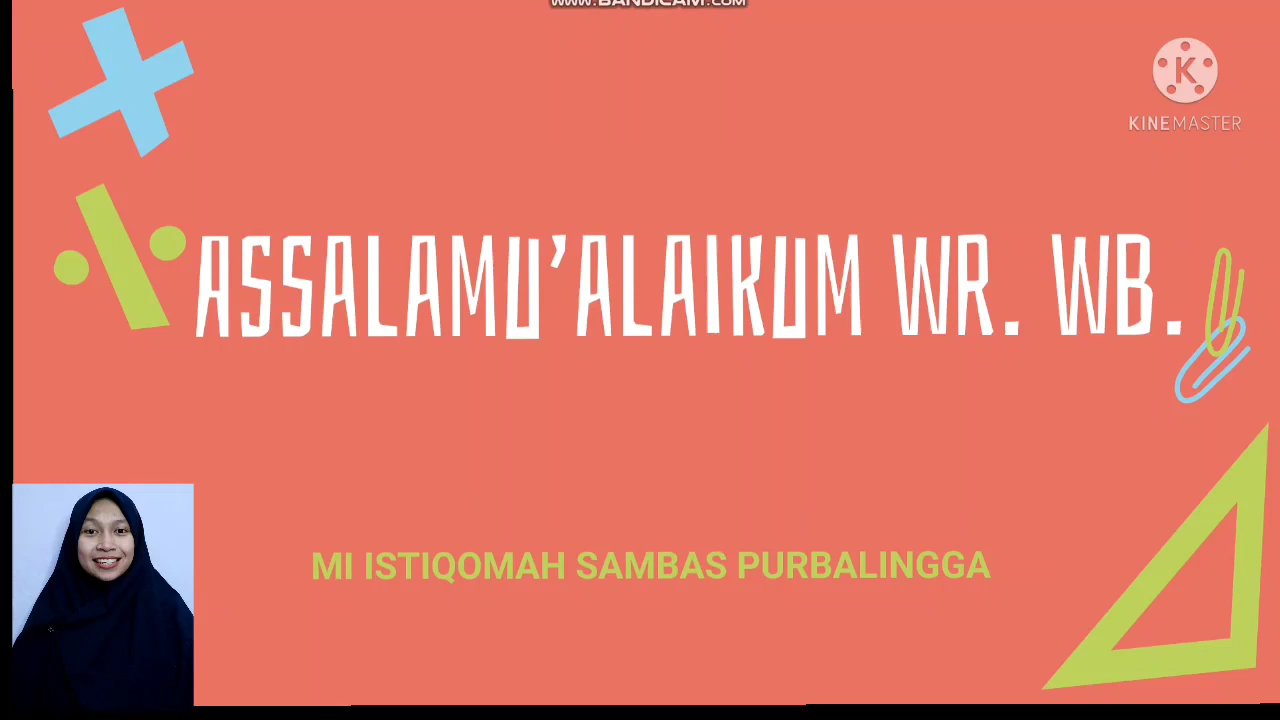 WWW.BANDICAM.COM
K
KINEMASTER
ASSALAMU'ALAIKUM WR. WB.
MI ISTIQOMAH SAMBAS PURBALINGGA